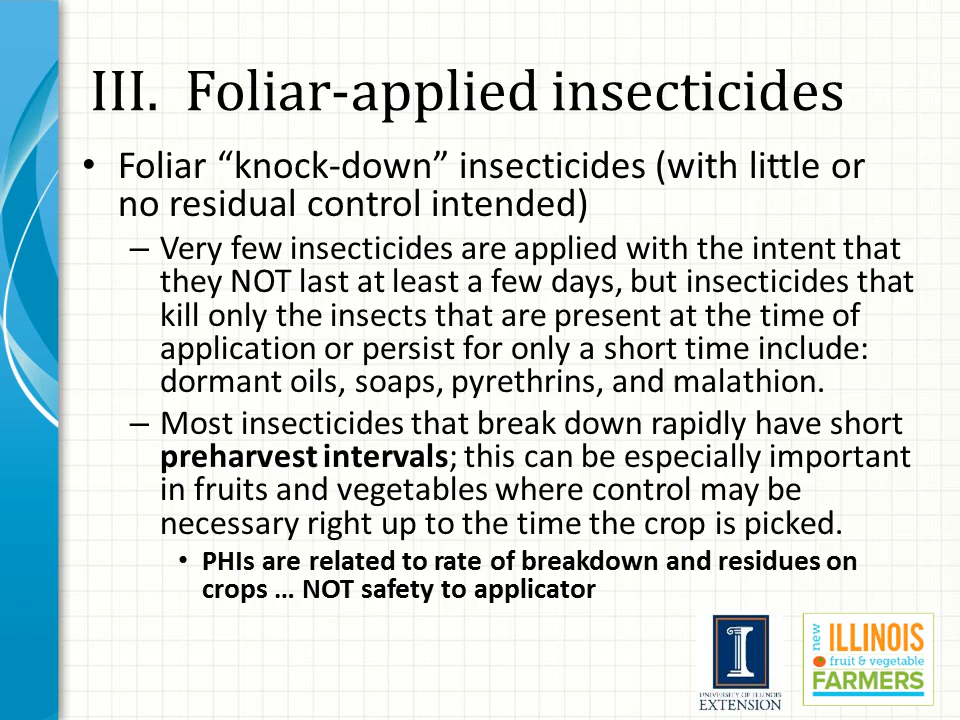 III. Foliar-applied insecticides
• Foliar “knock-down” insecticides (with little or
no residual control intended)
– Very few insecticides are applied with the intent that
they NOT last at least a few days, but insecticides that
kill only the insects that are present at the time of
application or persist for only a short time include:
dormant oils, soaps, pyrethrins, and malathion.
– Most insecticides that break down rapidly have short
preharvest intervals; this can be especially important
in fruits and vegetables where control may be
necessary right up to the time the crop is picked.
• PHIs are related to rate of breakdown and residues on
crops … NOT safety to applicator
I
UNIVERSITY OF ILLINOIS
EXTENSION
new
ILLINOIS
fruit & vegetable
FARMERS